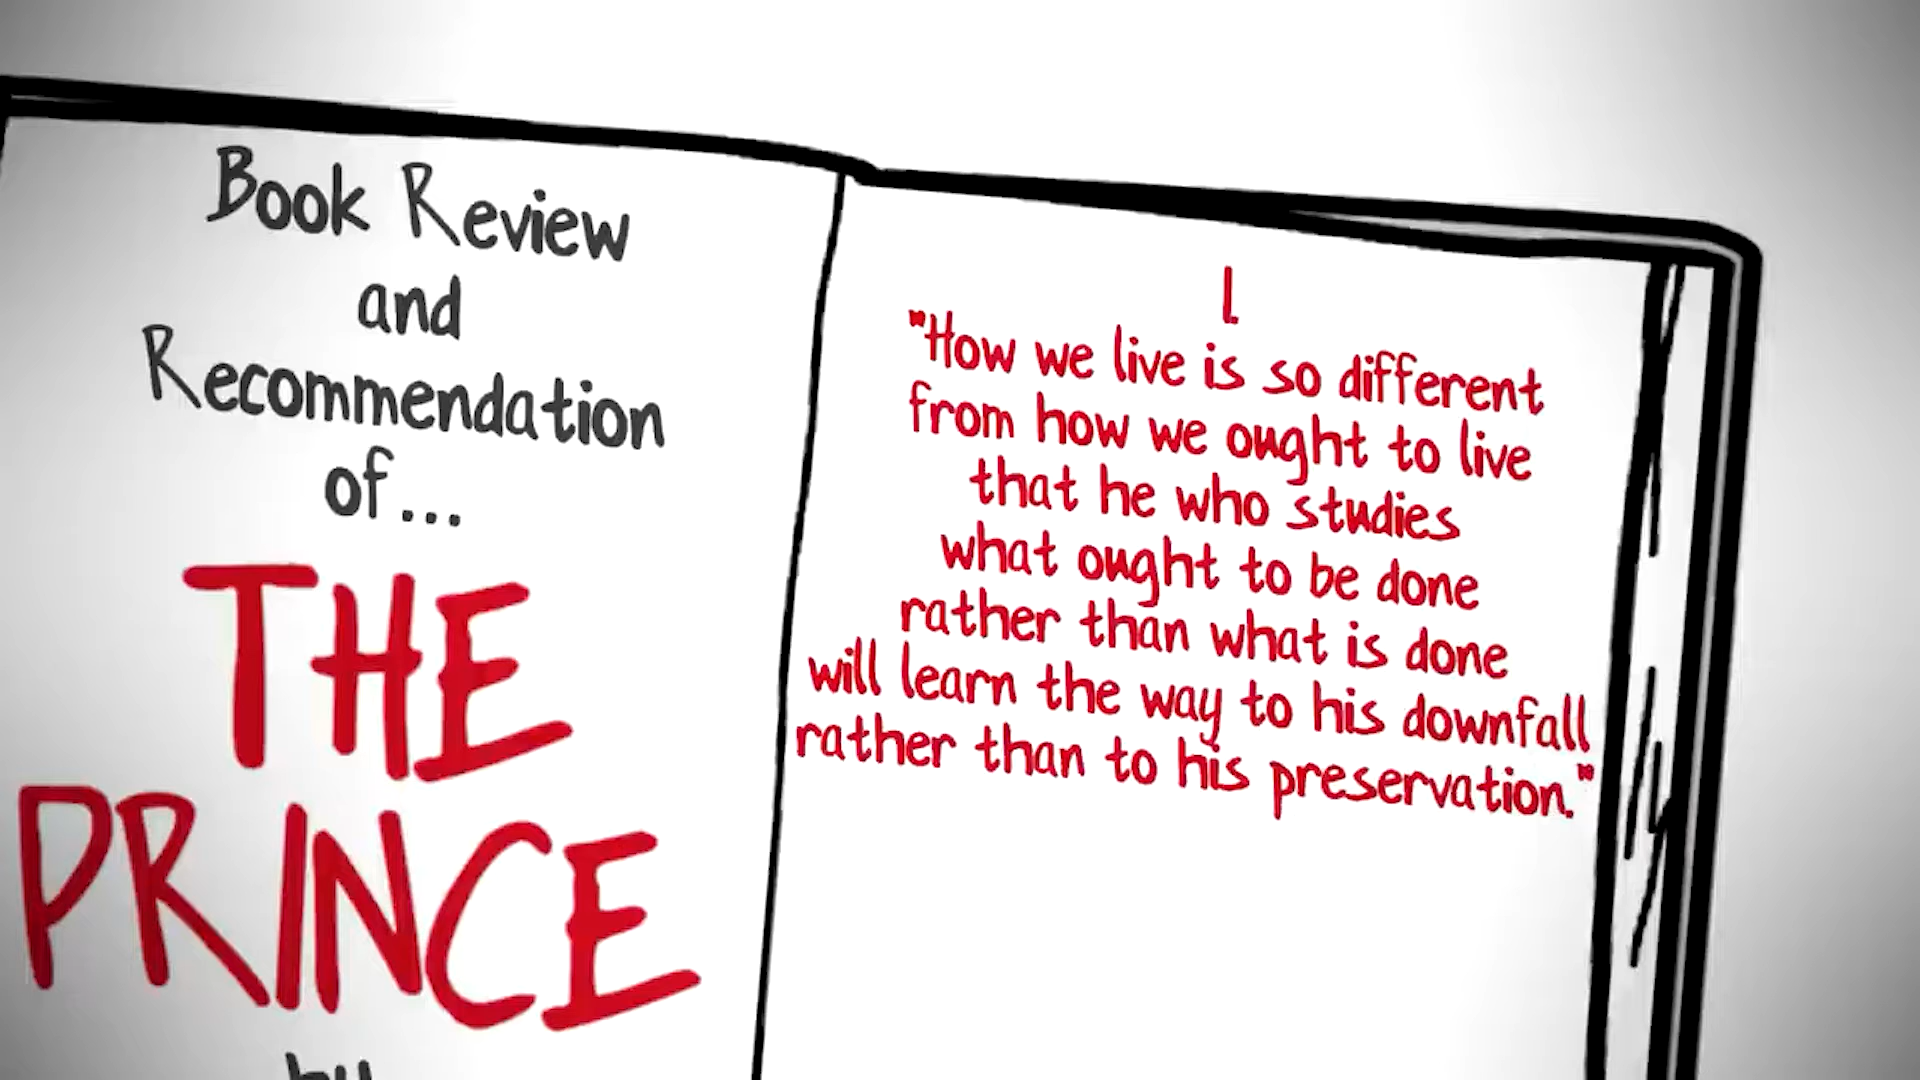 Book Review
and
Recommendation
of...
THE
PRINCE
by
1.
"How we live is so different
from how we ought to live
that he who studies
what ought to be done
rather than what is done
will learn the way to his downfall
rather than to his preservation."